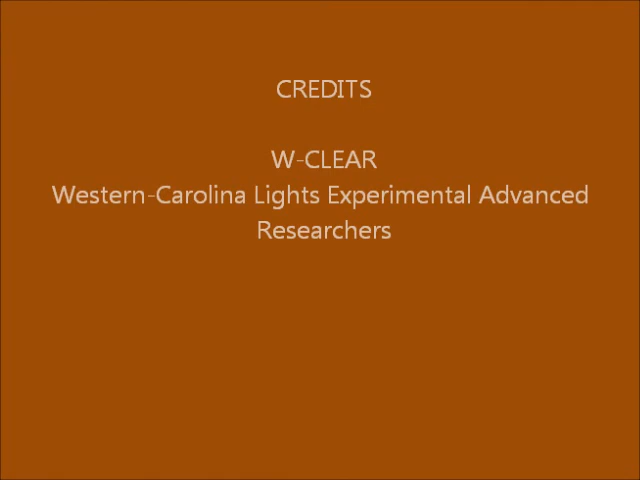 CREDITS
W-CLEAR
Western-Carolina Lights Experimental Advanced
Researchers